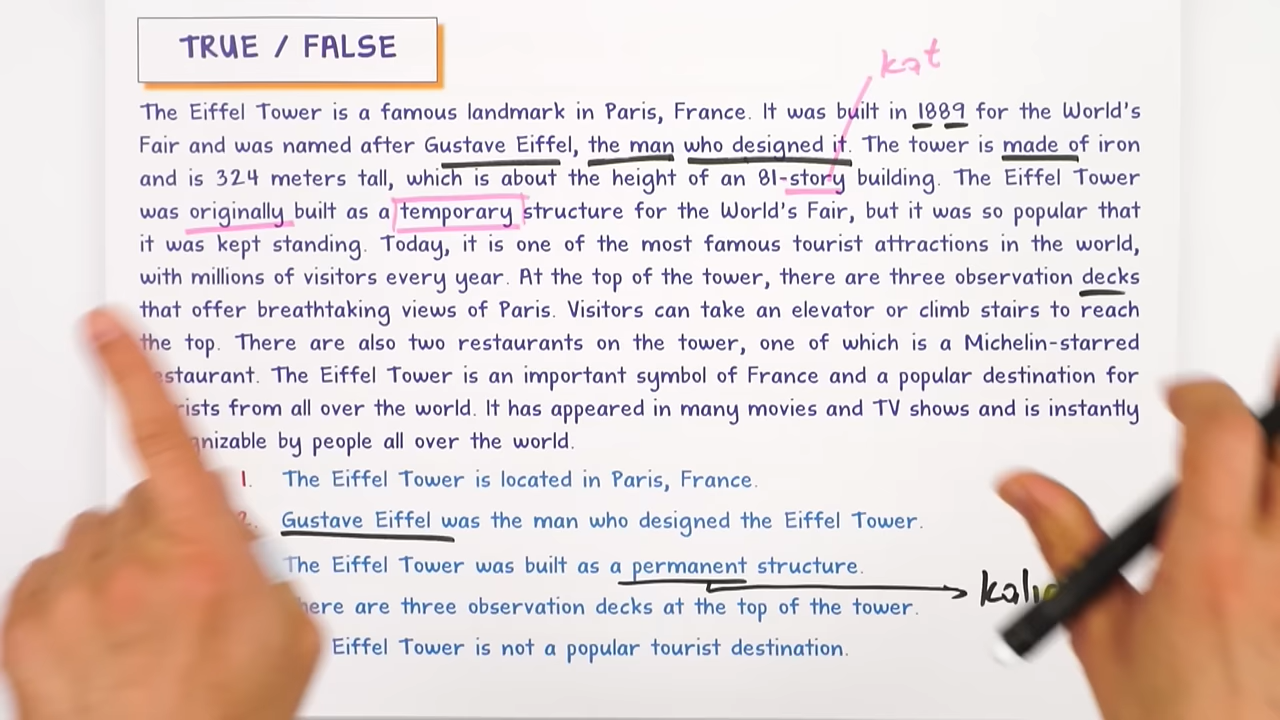 TRUE / FALSE
kat
The Eiffel Tower is a famous landmark in Paris, France. It was built in 1889 for the World's
Fair and was named after Gustave Eiffel, the man who designed it. The tower is made of iron
and is 324 meters tall, which is about the height of an 81-story building. The Eiffel Tower
was originally built as a temporary structure for the World's Fair, but it was so popular that
it was kept standing. Today, it is one of the most famous tourist attractions in the world,
with millions of visitors every year. At the top of the tower, there are three observation decks
that offer breathtaking views of Paris. Visitors can take an elevator or climb stairs to reach
the top. There are also two restaurants on the tower, one of which is a Michelin-starred
The Eiffel Tower is an important symbol of France and a popular destination for
from all over the world. It has appeared in many movies and TV shows and is instantly
by people all over the world.
1. The Eiffel Tower is located in Paris, France.
2. Gustave Eiffel was the man who designed the Eiffel Tower.
The Eiffel Tower was built as a permanent structure.
are three observation decks at the top of the tower.
Eiffel Tower is not a popular tourist destination.